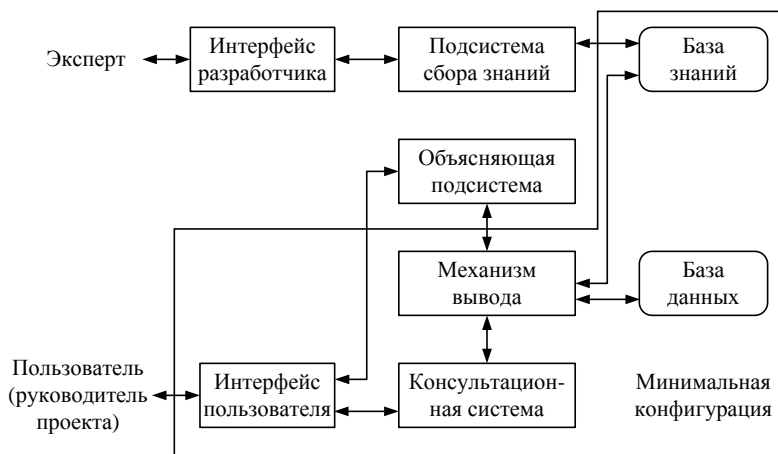 Эксперт
Интерфейс
разработчика
Подсистема
сбора знаний
База
знаний
Объясняющая
подсистема
Механизм
вывода
База
данных
Пользователь
(руководитель
проекта)
Интерфейс
пользователя
Консультацион-
ная система
Минимальная
конфигурация